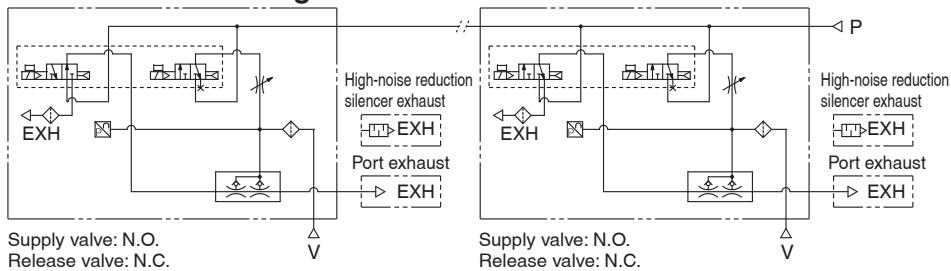 P
High-noise reduction
silencer exhaust
EXH
EXH
Port exhaust
EXH
V
Supply valve: N.O.
Release valve: N.C.
High-noise reduction
silencer exhaust
EXH
EXH
Port exhaust
EXH
V
Supply valve: N.O.
Release valve: N.C.